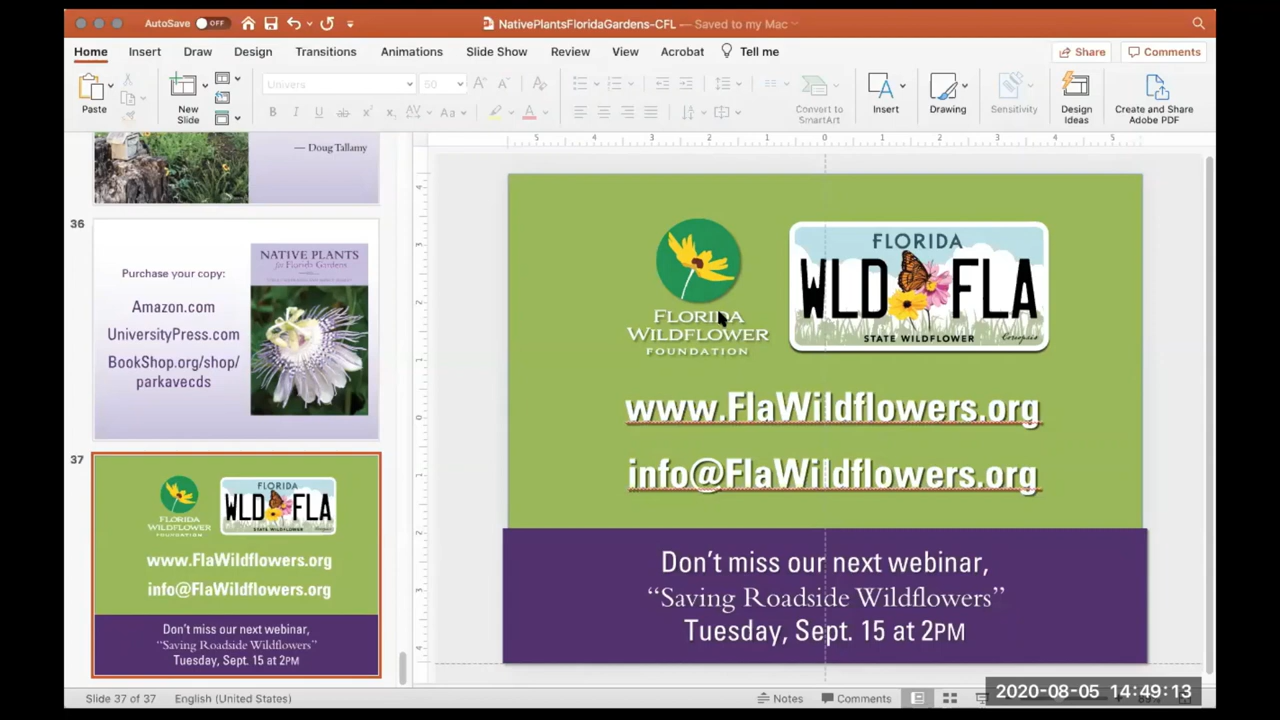 AutoSave OFF
NativePlantsFloridaGardens-CFL — Saved to my Mac
Home Insert Draw Design Transitions Animations Slide Show Review View Acrobat Tell me
Share Comments
Paste
New Slide
Univers 50
Convert to SmartArt
Insert
Drawing
Sensitivity
Design Ideas
Create and Share Adobe PDF
— Doug Tallamy
36
Purchase your copy:
Amazon.com
UniversityPress.com
BookShop.org/shop/
parkavecds
NATIVE PLANTS
for Florida Gardens
37
FLORIDA
WILDFLOWER
FOUNDATION
FLORIDA
WLD FLA
STATE WILDFLOWER
www.FlaWildflowers.org
info@FlaWildflowers.org
Don't miss our next webinar,
“Saving Roadside Wildflowers”
Tuesday, Sept. 15 at 2PM
FLORIDA
WILDFLOWER
FOUNDATION
FLORIDA
WLD FLA
STATE WILDFLOWER
Coreopsis
www.FlaWildflowers.org
info@FlaWildflowers.org
Don’t miss our next webinar,
“Saving Roadside Wildflowers”
Tuesday, Sept. 15 at 2PM
Slide 37 of 37 English (United States)
Notes Comments
2020-08-05 14:49:13